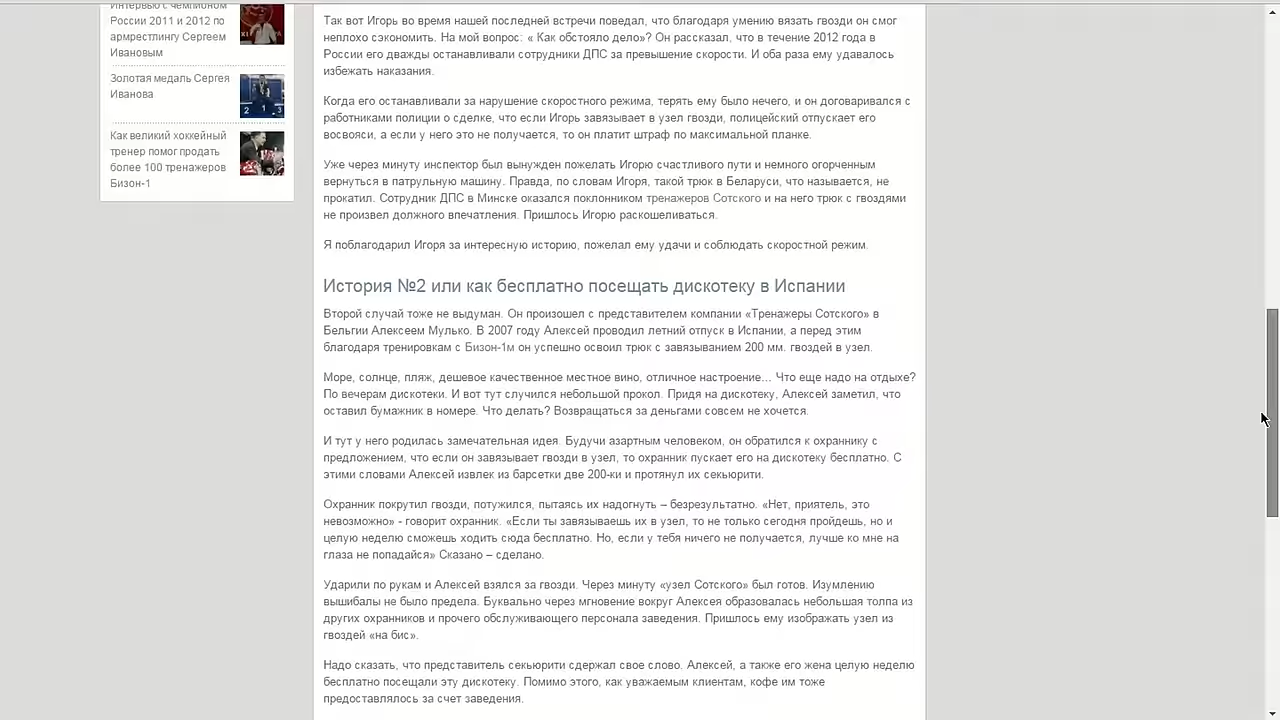 Интервью с чемпионом
России 2011 и 2012 по
армрестлингу Сергеем
Ивановым
Золотая медаль Сергея
Иванова
Как великий хоккейный
тренер помог продать
более 100 тренажеров
Бизон-1
Так вот Игорь во время нашей последней встречи поведал, что благодаря умению вязать гвозди он смог
неплохо сэкономить. На мой вопрос: « Как обстояло дело»? Он рассказал, что в течение 2012 года в
России его дважды останавливали сотрудники ДПС за превышение скорости. И оба раза ему удавалось
избежать наказания.
Когда его останавливали за нарушение скоростного режима, терять ему было нечего, и он договаривался с
работниками полиции о сделке, что если Игорь завязывает в узел гвозди, полицейский отпускает его
восвояси, а если у него это не получается, то он платит штраф по максимальной планке.
Уже через минуту инспектор был вынужден пожелать Игорю счастливого пути и немного огорченным
вернуться в патрульную машину. Правда, по словам Игоря, такой трюк в Беларуси, что называется, не
прокатил. Сотрудник ДПС в Минске оказался поклонником тренажеров Сотского и на него трюк с гвоздями
не произвел должного впечатления. Пришлось Игорю раскошеливаться.
Я поблагодарил Игоря за интересную историю, пожелал ему удачи и соблюдать скоростной режим.
История №2 или как бесплатно посещать дискотеку в Испании
Второй случай тоже не выдуман. Он произошел с представителем компании «Тренажеры Сотского» в
Бельгии Алексеем Мулько. В 2007 году Алексей проводил летний отпуск в Испании, а перед этим
благодаря тренировкам с Бизон-1м он успешно освоил трюк с завязыванием 200 мм. гвоздей в узел.
Море, солнце, пляж, дешевое качественное местное вино, отличное настроение… Что еще надо на отдыхе?
По вечерам дискотеки. И вот тут случился небольшой прокол. Придя на дискотеку, Алексей заметил, что
оставил бумажник в номере. Что делать? Возвращаться за деньгами совсем не хочется.
И тут у него родилась замечательная идея. Будучи азартным человеком, он обратился к охраннику с
предложением, что если он завязывает гвозди в узел, то охранник пускает его на дискотеку бесплатно. С
этими словами Алексей извлек из барсетки две 200-ки и протянул их секьюрити.
Охранник покрутил гвозди, потужился, пытаясь их надогнуть – безрезультатно. «Нет, приятель, это
невозможно» - говорит охранник. «Если ты завязываешь их в узел, то не только сегодня пройдешь, но и
целую неделю сможешь ходить сюда бесплатно. Но, если у тебя ничего не получается, лучше ко мне на
глаза не попадайся» Сказано – сделано.
Ударили по рукам и Алексей взялся за гвозди. Через минуту «узел Сотского» был готов. Изумлению
вышибалы не было предела. Буквально через мгновение вокруг Алексея образовалась небольшая толпа из
других охранников и прочего обслуживающего персонала заведения. Пришлось ему изображать узел из
гвоздей «на бис».
Надо сказать, что представитель секьюрити сдержал свое слово. Алексей, а также его жена целую неделю
бесплатно посещали эту дискотеку. Помимо этого, как уважаемым клиентам, кофе им тоже
предоставлялось за счет заведения.